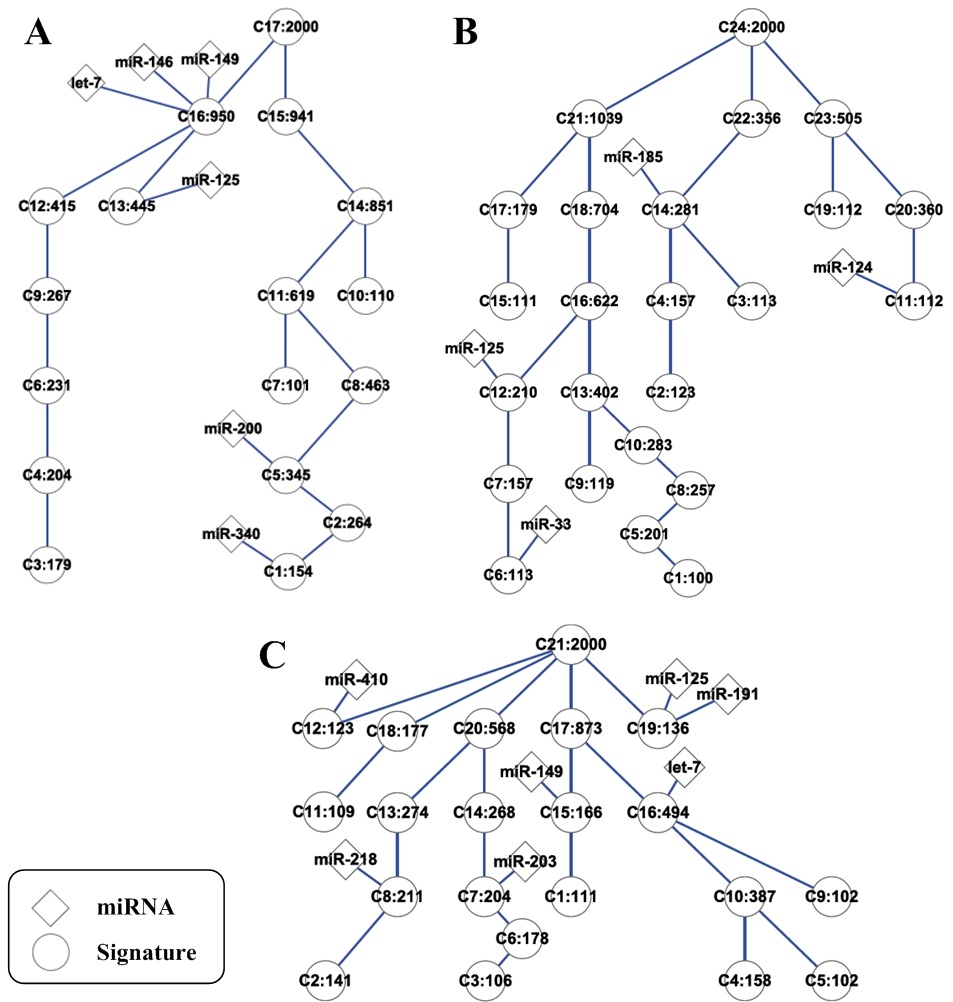 A
C17:2000
miR-146
miR-149
let-7
C16:950
C15:941
miR-125
C12:415
C13:445
C14:851
C9:267
C11:619
C10:110
C6:231
C7:101
C8:463
miR-200
C4:204
C5:345
C2:264
miR-340
C3:179
C1:154
B
C24:2000
C21:1039
C22:356
C23:505
miR-185
C17:179
C18:704
C14:281
C19:112
C20:360
miR-124
C15:111
C16:622
C4:157
C3:113
C11:112
miR-125
C12:210
C13:402
C2:123
C10:283
C7:157
C9:119
C8:257
miR-33
C5:201
C6:113
C1:100
C
C21:2000
miR-410
miR-125
miR-191
C12:123
C18:177
C20:568
C17:873
C19:136
miR-149
let-7
C11:109
C13:274
C14:268
C15:166
C16:494
miR-218
miR-203
C8:211
C7:204
C1:111
C10:387
C9:102
C6:178
C2:141
C3:106
C4:158
C5:102
miRNA
Signature